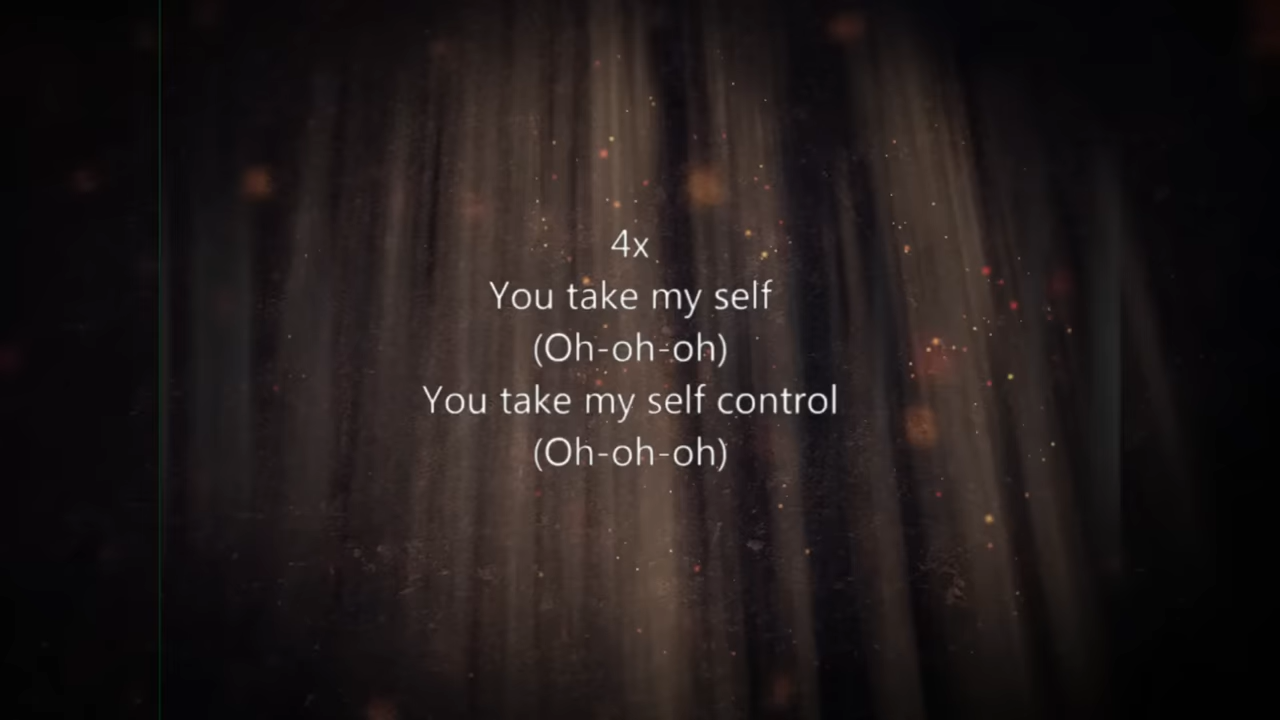 4x
You take my self
(Oh-oh-oh)
You take my self control
(Oh-oh-oh)